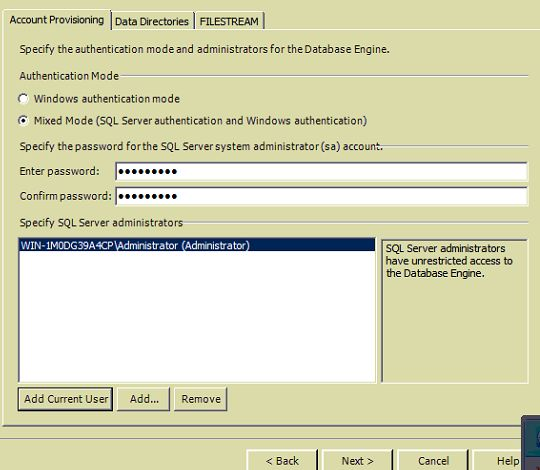 Account Provisioning Data Directories FILESTREAM
Specify the authentication mode and administrators for the Database Engine.
Authentication Mode
Windows authentication mode
Mixed Mode (SQL Server authentication and Windows authentication)
Specify the password for the SQL Server system administrator (sa) account.
Enter password: •••••••••
Confirm password: •••••••••
Specify SQL Server administrators
WIN-1M0DG39A4CP\Administrator (Administrator)
SQL Server administrators
have unrestricted access to
the Database Engine.
Add Current User Add... Remove
< Back Next > Cancel Help